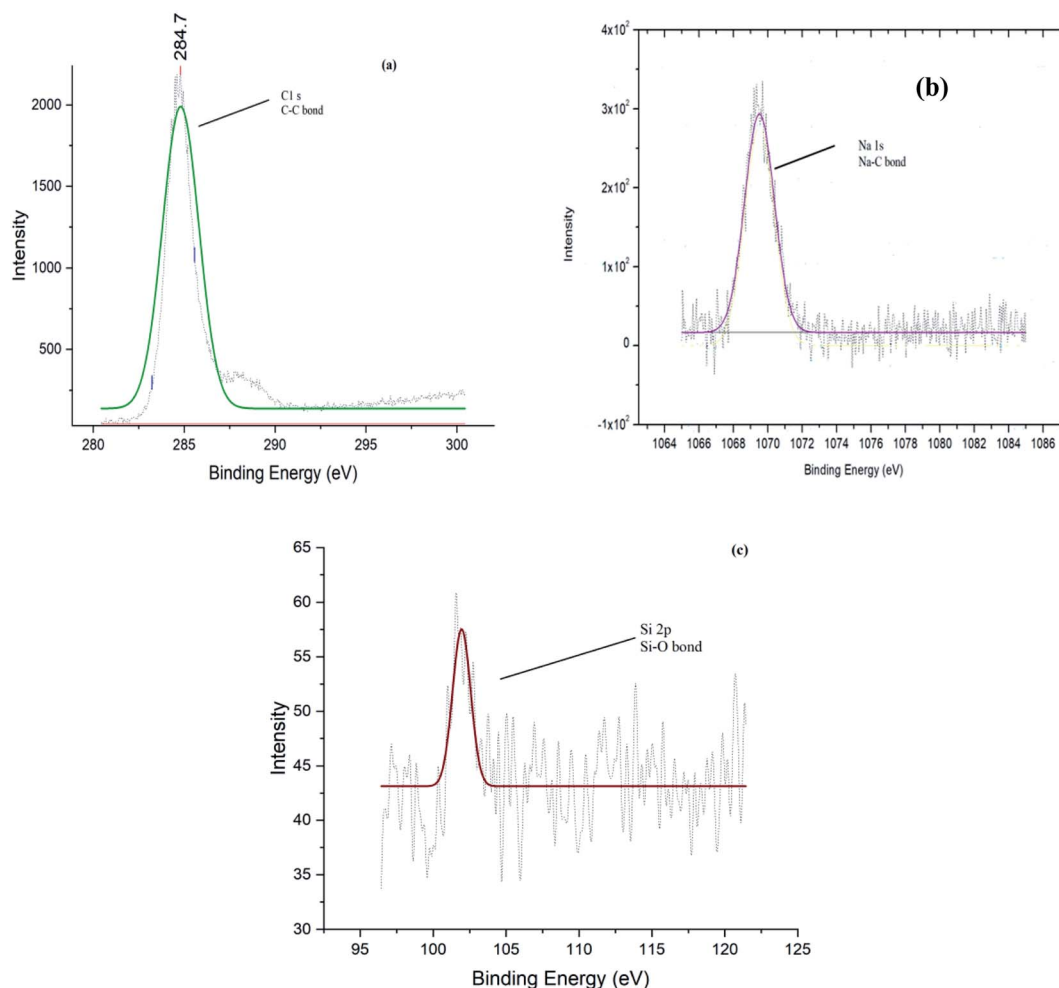 284.7
(a)
C1 s
C-C bond
2000
1500
1000
500
Intensity
280 285 290 295 300
Binding Energy (eV)
4x10²
3x10²
2x10²
1x10²
0
-1x10²
Intensity
(b)
Na 1s
Na-C bond
1064 1066 1068 1070 1072 1074 1076 1078 1080 1082 1084 1086
Binding Energy (eV)
65
60
55
50
45
40
35
30
Intensity
(c)
Si 2p
Si-O bond
95 100 105 110 115 120 125
Binding Energy (eV)